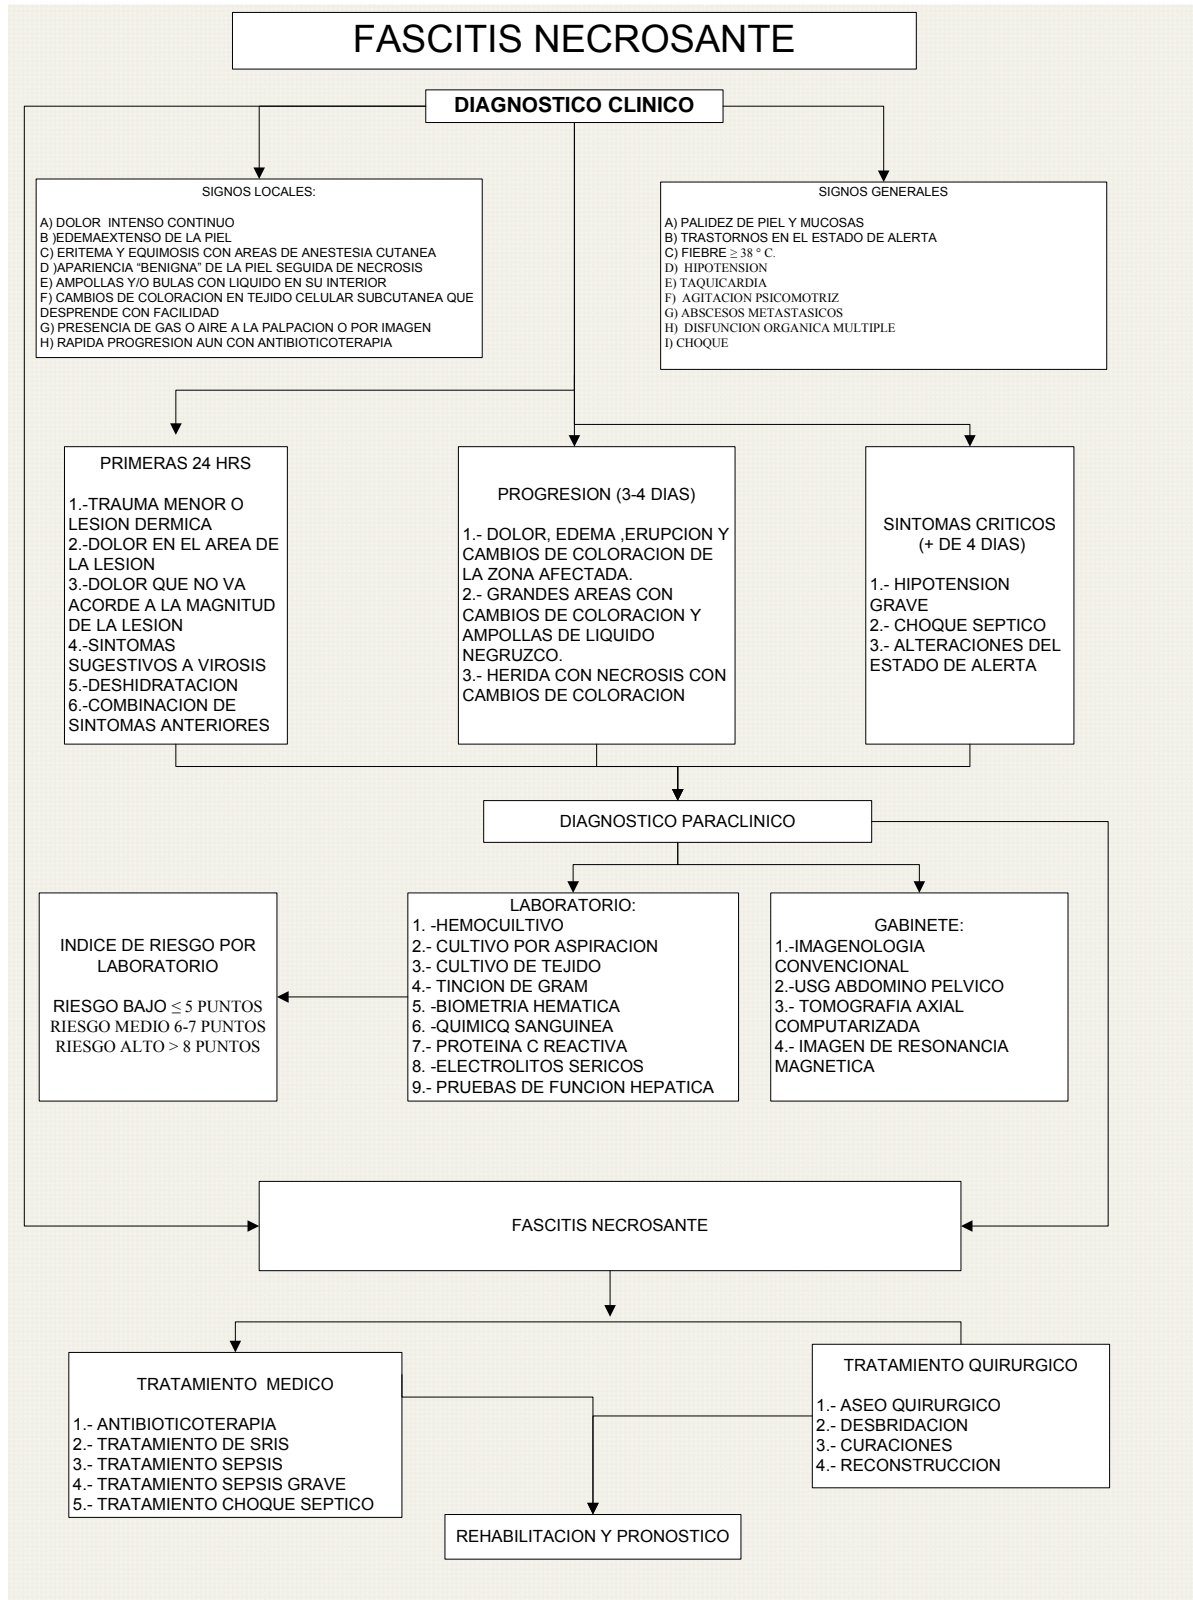 FASCITIS NECROSANTE
DIAGNOSTICO CLINICO
SIGNOS LOCALES:
A) DOLOR INTENSO CONTINUO
B )EDEMAEXTENSO DE LA PIEL
C) ERITEMA Y EQUIMOSIS CON AREAS DE ANESTESIA CUTANEA
D )APARIENCIA “BENIGNA” DE LA PIEL SEGUIDA DE NECROSIS
E) AMPOLLAS Y/O BULAS CON LIQUIDO EN SU INTERIOR
F) CAMBIOS DE COLORACION EN TEJIDO CELULAR SUBCUTANEA QUE
DESPRENDE CON FACILIDAD
G) PRESENCIA DE GAS O AIRE A LA PALPACION O POR IMAGEN
H) RAPIDA PROGRESION AUN CON ANTIBIOTICOTERAPIA
SIGNOS GENERALES
A) PALIDEZ DE PIEL Y MUCOSAS
B) TRASTORNOS EN EL ESTADO DE ALERTA
C) FIEBRE ≥ 38 ° C.
D) HIPOTENSION
E) TAQUICARDIA
F) AGITACION PSICOMOTRIZ
G) ABSCESOS METASTASICOS
H) DISFUNCION ORGANICA MULTIPLE
I) CHOQUE
PRIMERAS 24 HRS
1.-TRAUMA MENOR O
LESION DERMICA
2.-DOLOR EN EL AREA DE
LA LESION
3.-DOLOR QUE NO VA
ACORDE A LA MAGNITUD
DE LA LESION
4.-SINTOMAS
SUGESTIVOS A VIROSIS
5.-DESHIDRATACION
6.-COMBINACION DE
SINTOMAS ANTERIORES
PROGRESION (3-4 DIAS)
1.- DOLOR, EDEMA ,ERUPCION Y
CAMBIOS DE COLORACION DE
LA ZONA AFECTADA.
2.- GRANDES AREAS CON
CAMBIOS DE COLORACION Y
AMPOLLAS DE LIQUIDO
NEGRUZCO.
3.- HERIDA CON NECROSIS CON
CAMBIOS DE COLORACION
SINTOMAS CRITICOS
(+ DE 4 DIAS)
1.- HIPOTENSION
GRAVE
2.- CHOQUE SEPTICO
3.- ALTERACIONES DEL
ESTADO DE ALERTA
DIAGNOSTICO PARACLINICO
INDICE DE RIESGO POR
LABORATORIO
RIESGO BAJO ≤ 5 PUNTOS
RIESGO MEDIO 6-7 PUNTOS
RIESGO ALTO > 8 PUNTOS
LABORATORIO:
1. -HEMOCUILTIVO
2.- CULTIVO POR ASPIRACION
3.- CULTIVO DE TEJIDO
4.- TINCION DE GRAM
5. -BIOMETRIA HEMATICA
6. -QUIMICQ SANGUINEA
7.- PROTEINA C REACTIVA
8. -ELECTROLITOS SERICOS
9.- PRUEBAS DE FUNCION HEPATICA
GABINETE:
1.-IMAGENOLOGIA
CONVENCIONAL
2.-USG ABDOMINO PELVICO
3.- TOMOGRAFIA AXIAL
COMPUTARIZADA
4.- IMAGEN DE RESONANCIA
MAGNETICA
FASCITIS NECROSANTE
TRATAMIENTO MEDICO
1.- ANTIBIOTICOTERAPIA
2.- TRATAMIENTO DE SRIS
3.- TRATAMIENTO SEPSIS
4.- TRATAMIENTO SEPSIS GRAVE
5.- TRATAMIENTO CHOQUE SEPTICO
TRATAMIENTO QUIRURGICO
1.- ASEO QUIRURGICO
2.- DESBRIDACION
3.- CURACIONES
4.- RECONSTRUCCION
REHABILITACION Y PRONOSTICO